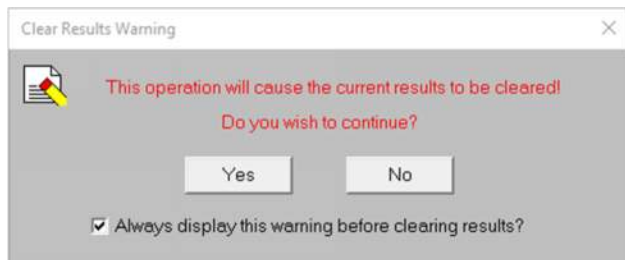 Clear Results Warning
This operation will cause the current results to be cleared!
Do you wish to continue?
Yes
No
Always display this warning before clearing results?